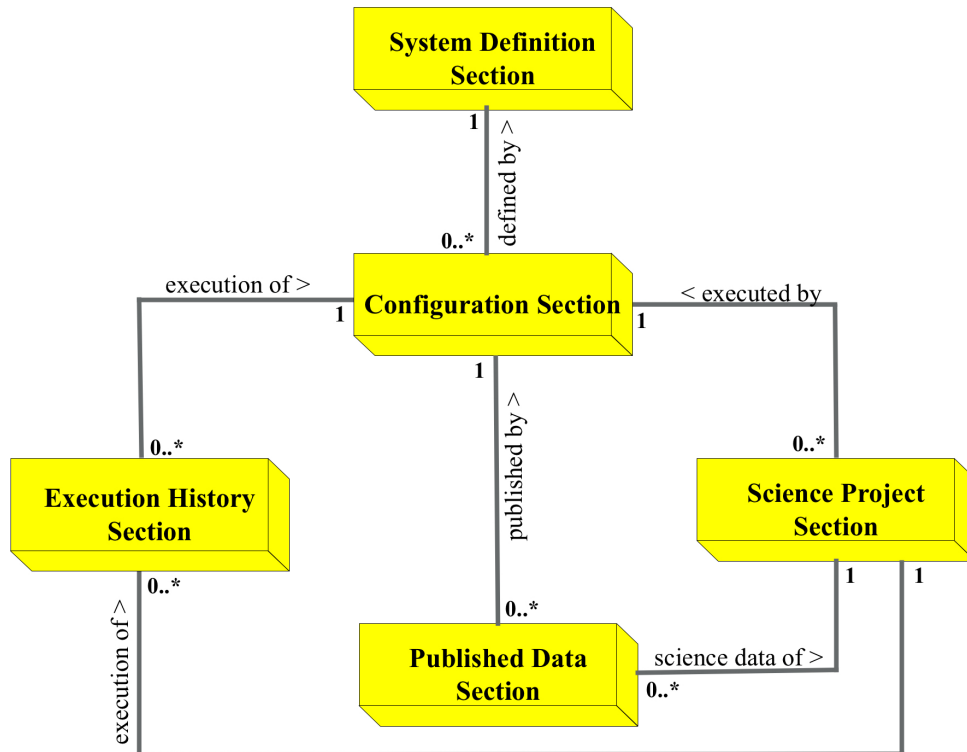 System Definition
Section
1
defined by >
0..*
execution of >
< executed by
Configuration Section
1
1
1
published by >
0..*
0..*
Execution History
Section
Science Project
Section
0..*
1
1
0..*
execution of >
Published Data
Section
science data of >
0..*